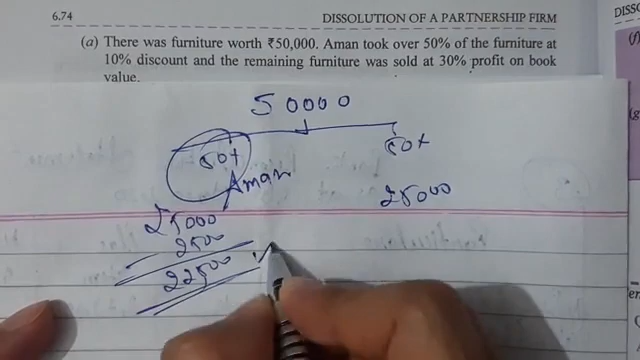 6.74 DISSOLUTION OF A PARTNERSHIP FIRM
(a) There was furniture worth ₹50,000. Aman took over 50% of the furniture at
10% discount and the remaining furniture was sold at 30% profit on book
value.
50000
50% 50%
Aman
25000 25000
2500
22500
DISSO
(f)